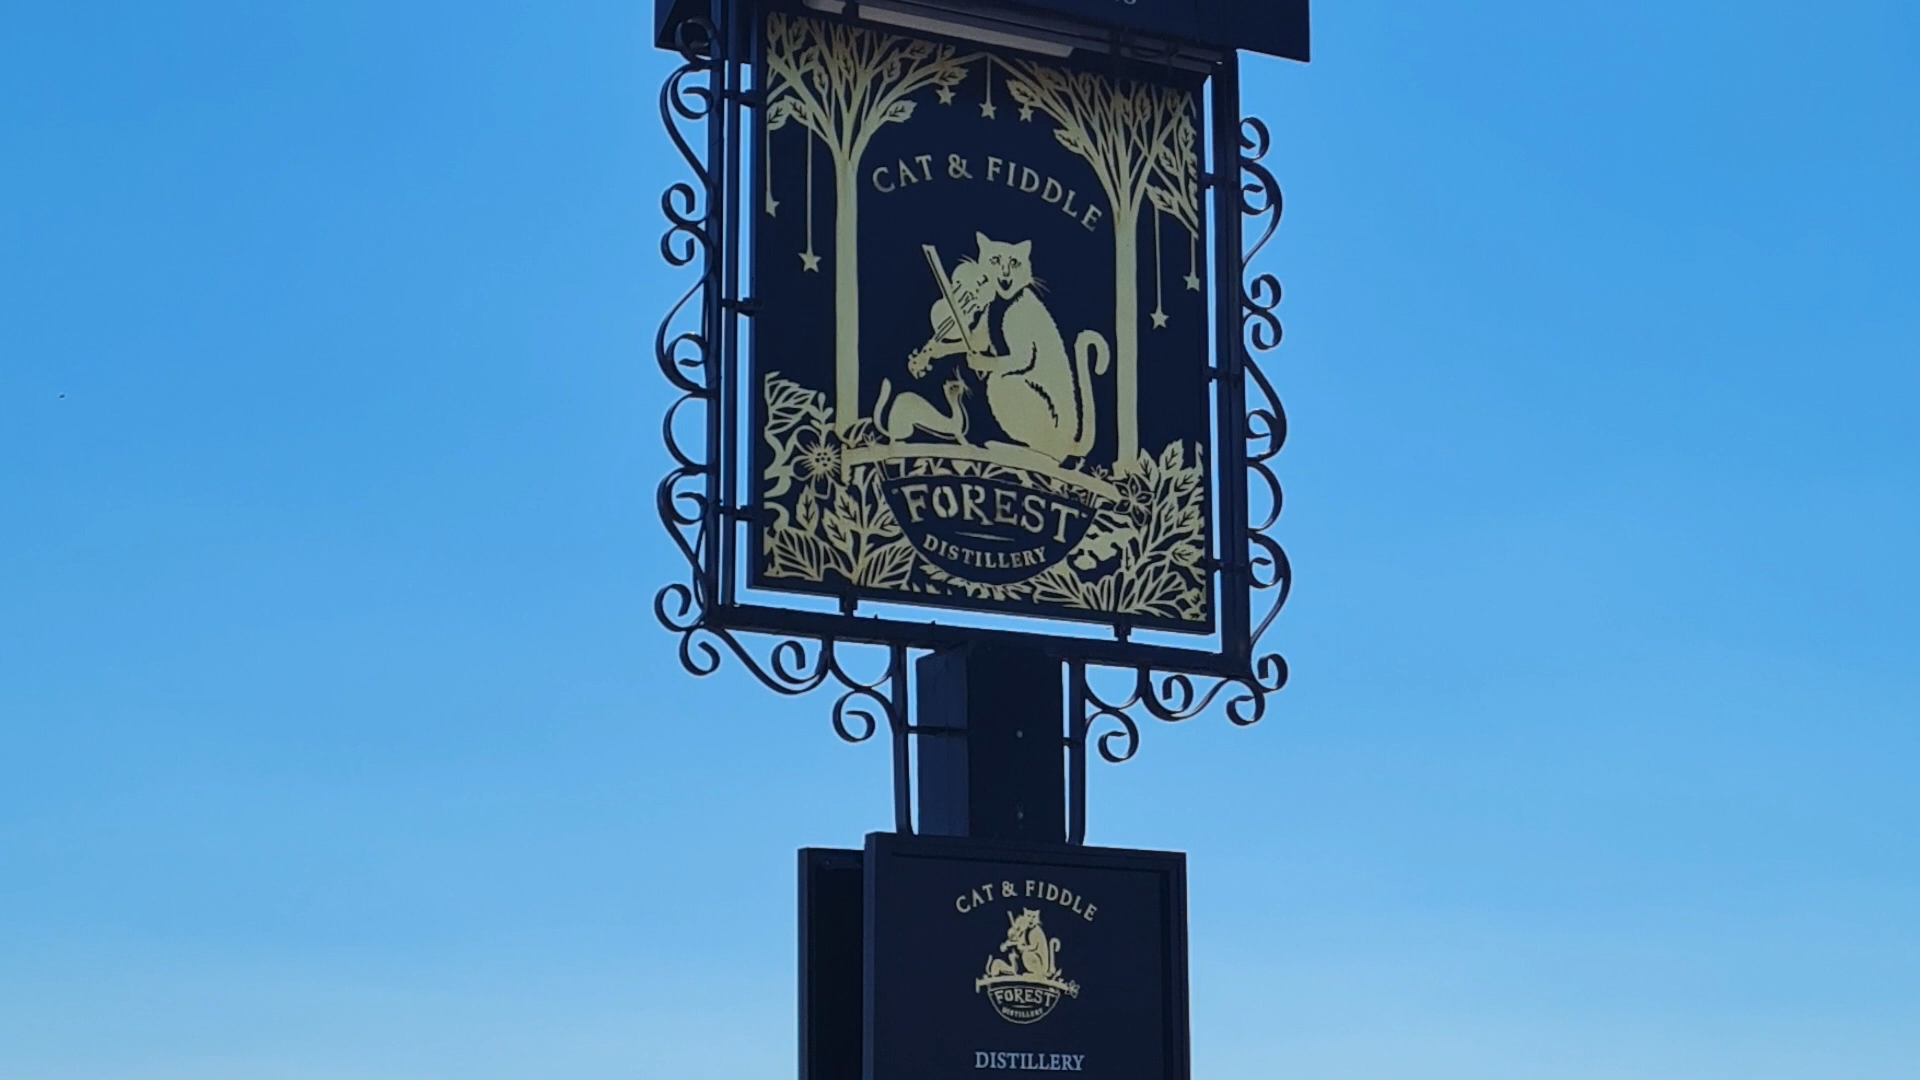 CAT & FIDDLE
FOREST
DISTILLERY
CAT & FIDDLE
FOREST
DISTILLERY
DISTILLERY